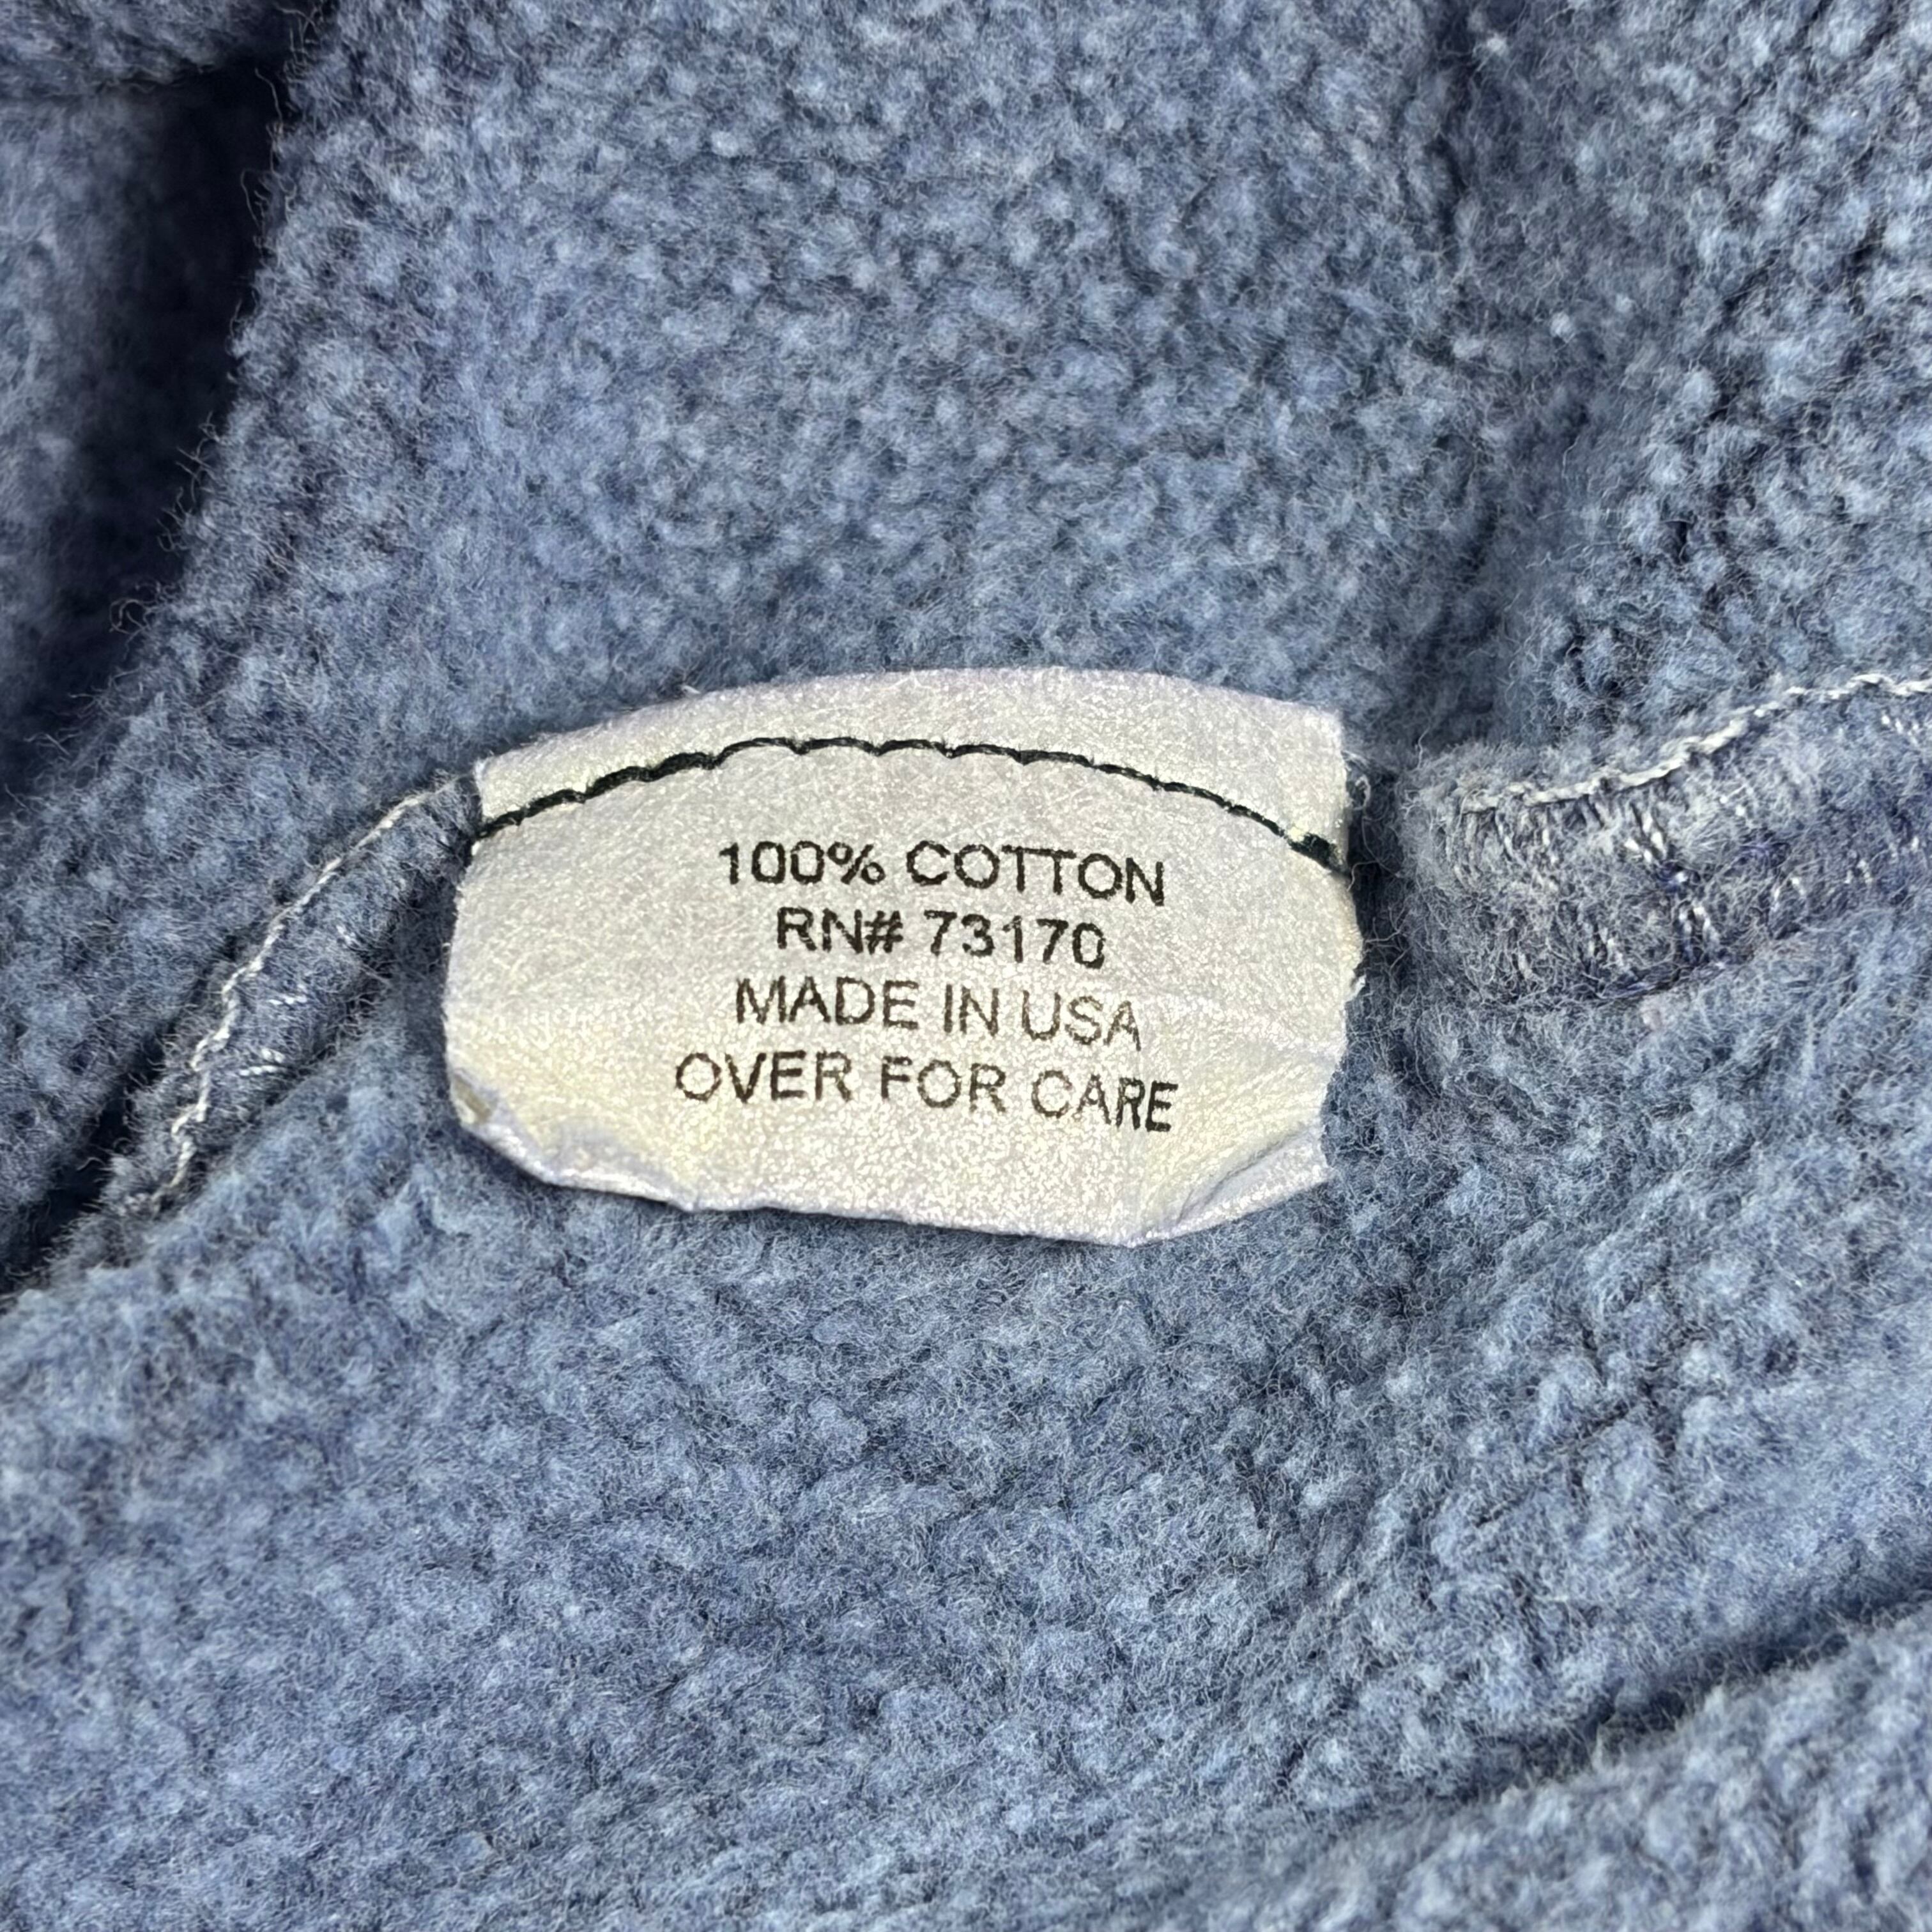 100% COTTON
RN# 73170
MADE IN USA
OVER FOR CARE